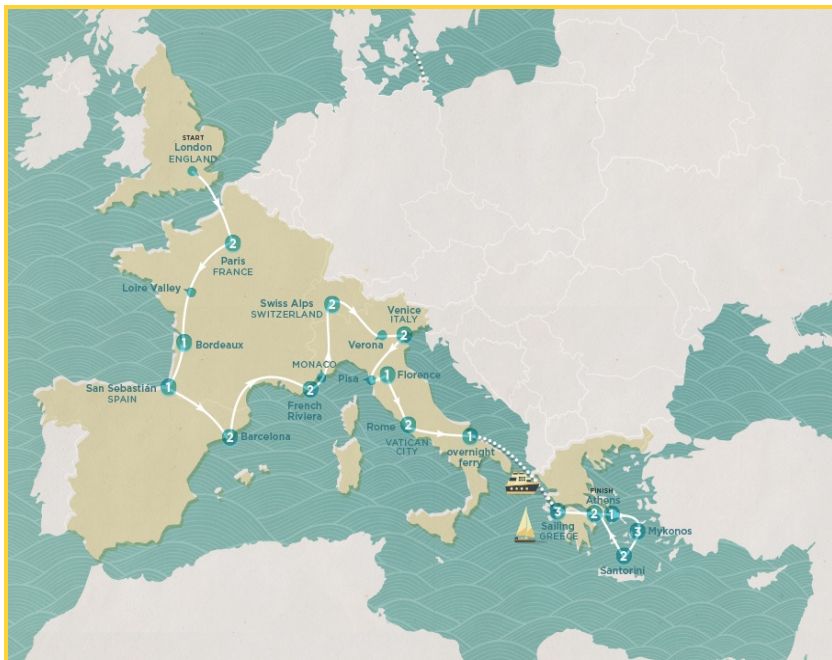 START
London
ENGLAND
2
Paris
FRANCE
Loire Valley
1
Bordeaux
San Sebastián
SPAIN
1
2
Barcelona
MONACO
2
French
Riviera
Swiss Alps
SWITZERLAND
2
Verona
Venice
ITALY
2
Pisa
1
Florence
Rome
2
VATICAN
CITY
1
overnight
ferry
3
Sailing
GREECE
FINISH
Athens
2
1
3
Mykonos
2
Santorini